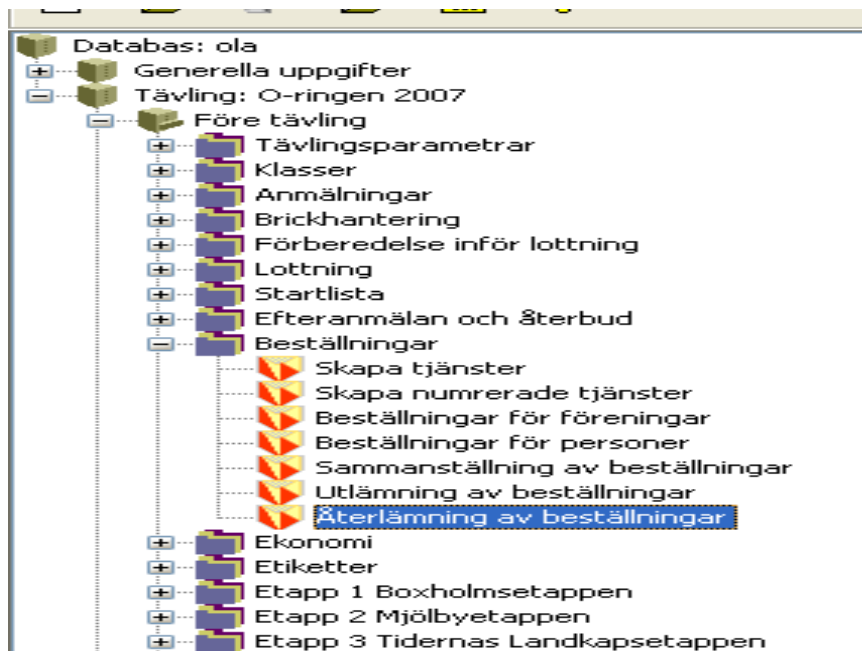 Databas: ola
Generella uppgifter
Tävling: O-ringen 2007
Före tävling
Tävlingsparametrar
Klasser
Anmälningar
Brickhantering
Förberedelse inför lottning
Lottning
Startlista
Efteranmälan och återbud
Beställningar
Skapa tjänster
Skapa numrerade tjänster
Beställningar för föreningar
Beställningar för personer
Sammanställning av beställningar
Utlämning av beställningar
Återlämning av beställningar
Ekonomi
Etiketter
Etapp 1 Boxholmsetappen
Etapp 2 Mjölbyetappen
Etapp 3 Tidernas Landkapsetappen